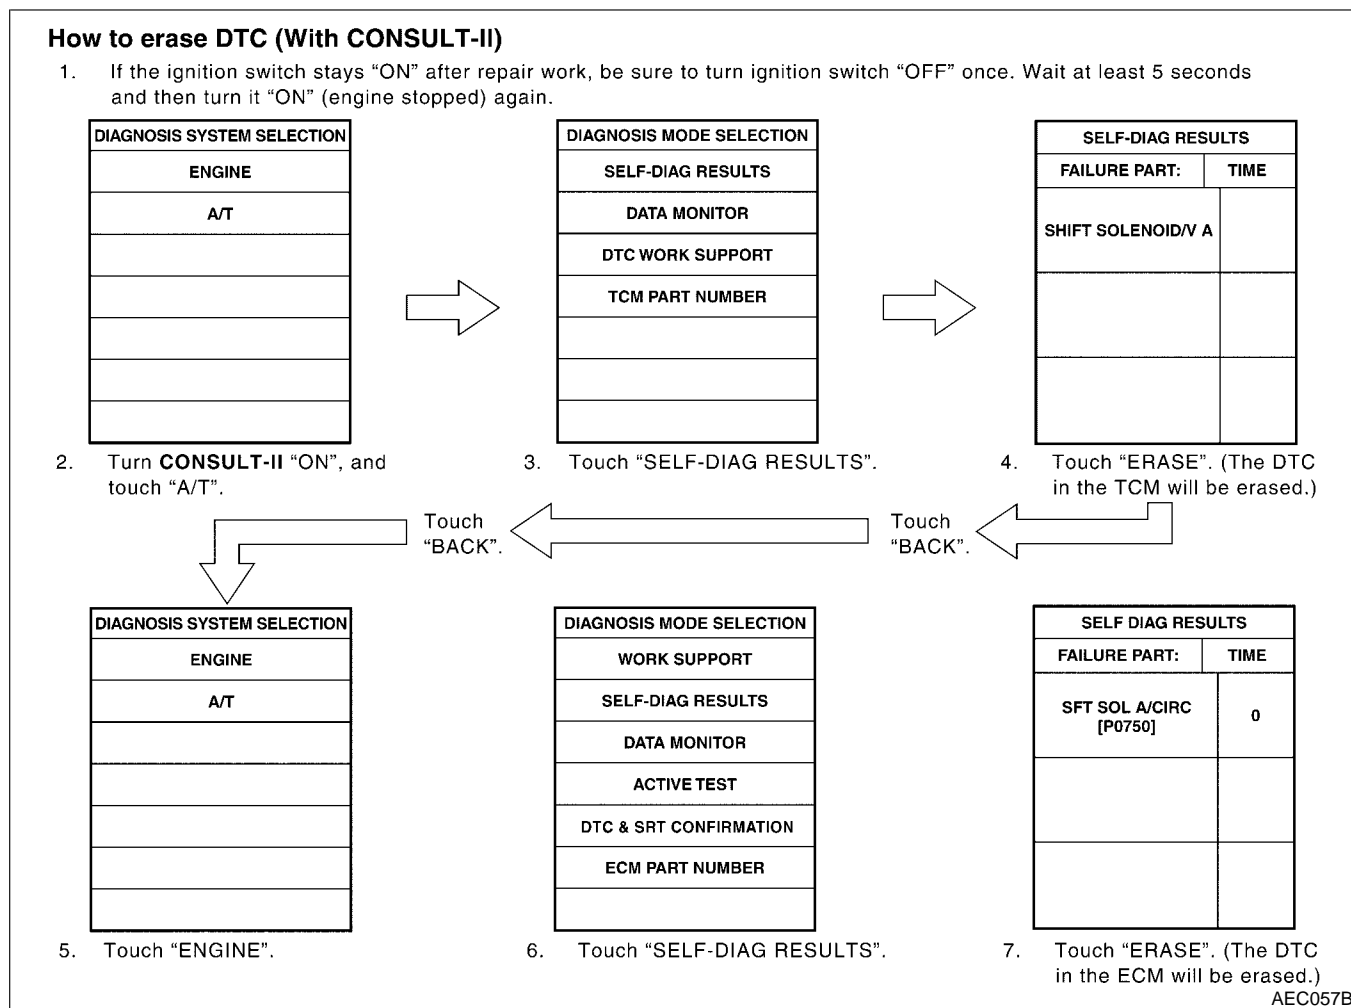 How to erase DTC (With CONSULT-II)
1. If the ignition switch stays “ON” after repair work, be sure to turn ignition switch “OFF” once. Wait at least 5 seconds
and then turn it “ON” (engine stopped) again.
DIAGNOSIS SYSTEM SELECTION
ENGINE
A/T
DIAGNOSIS MODE SELECTION
SELF-DIAG RESULTS
DATA MONITOR
DTC WORK SUPPORT
TCM PART NUMBER
SELF-DIAG RESULTS
FAILURE PART: TIME
SHIFT SOLENOID/V A
2. Turn CONSULT-II “ON”, and
touch “A/T”.
3. Touch “SELF-DIAG RESULTS”.
4. Touch “ERASE”. (The DTC
in the TCM will be erased.)
Touch
“BACK”.
Touch
“BACK”.
DIAGNOSIS SYSTEM SELECTION
ENGINE
A/T
DIAGNOSIS MODE SELECTION
WORK SUPPORT
SELF-DIAG RESULTS
DATA MONITOR
ACTIVE TEST
DTC & SRT CONFIRMATION
ECM PART NUMBER
SELF DIAG RESULTS
FAILURE PART: TIME
SFT SOL A/CIRC 0
[P0750]
5. Touch “ENGINE”.
6. Touch “SELF-DIAG RESULTS”.
7. Touch “ERASE”. (The DTC
in the ECM will be erased.)
AEC057B